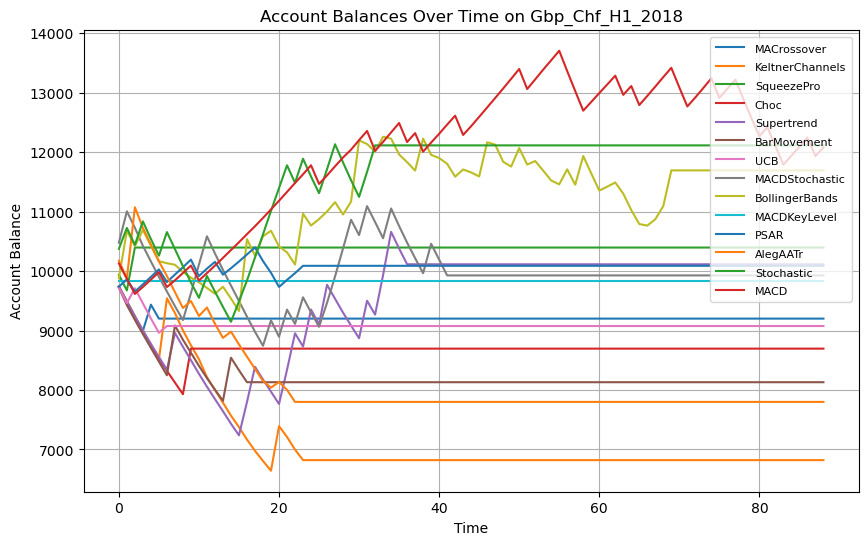 Account Balances Over Time on Gbp_Chf_H1_2018
14000
13000
12000
11000
10000
9000
8000
7000
Account Balance
0
20
40
60
80
Time
MACrossover
KeltnerChannels
SqueezePro
Choc
Supertrend
BarMovement
UCB
MACDStochastic
BollingerBands
MACDKeyLevel
PSAR
AlegAATr
Stochastic
MACD